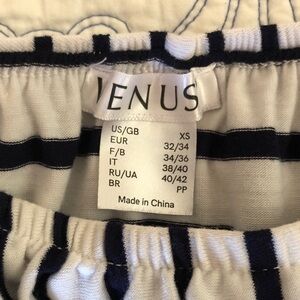 VENUS
US/GB XS
EUR 32/34
F/B 34/36
IT 38/40
RU/UA 40/42
BR PP
Made in China